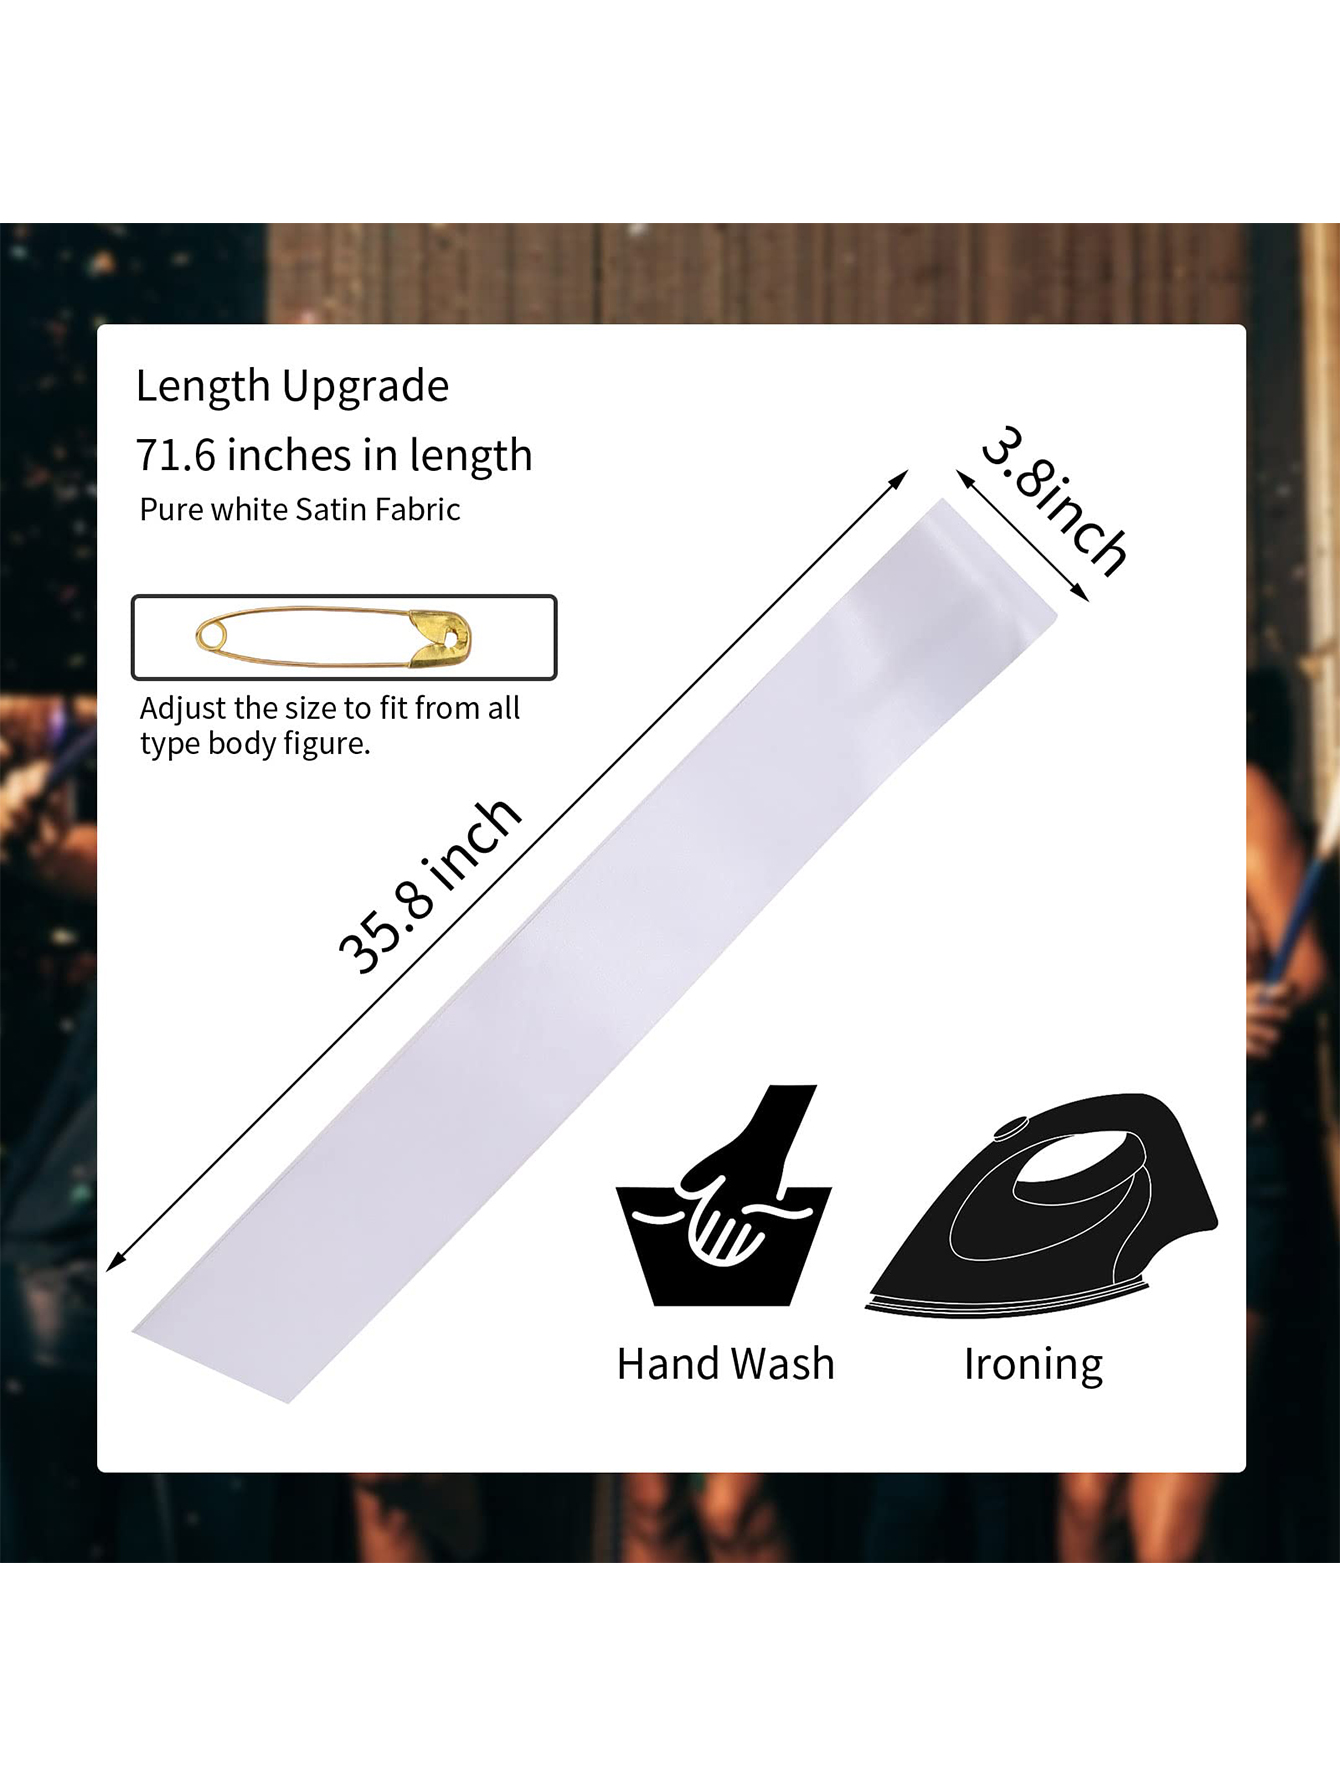 Length Upgrade
71.6 inches in length
Pure white Satin Fabric
3.8inch
Adjust the size to fit from all
type body figure.
35.8 inch
Hand Wash
Ironing